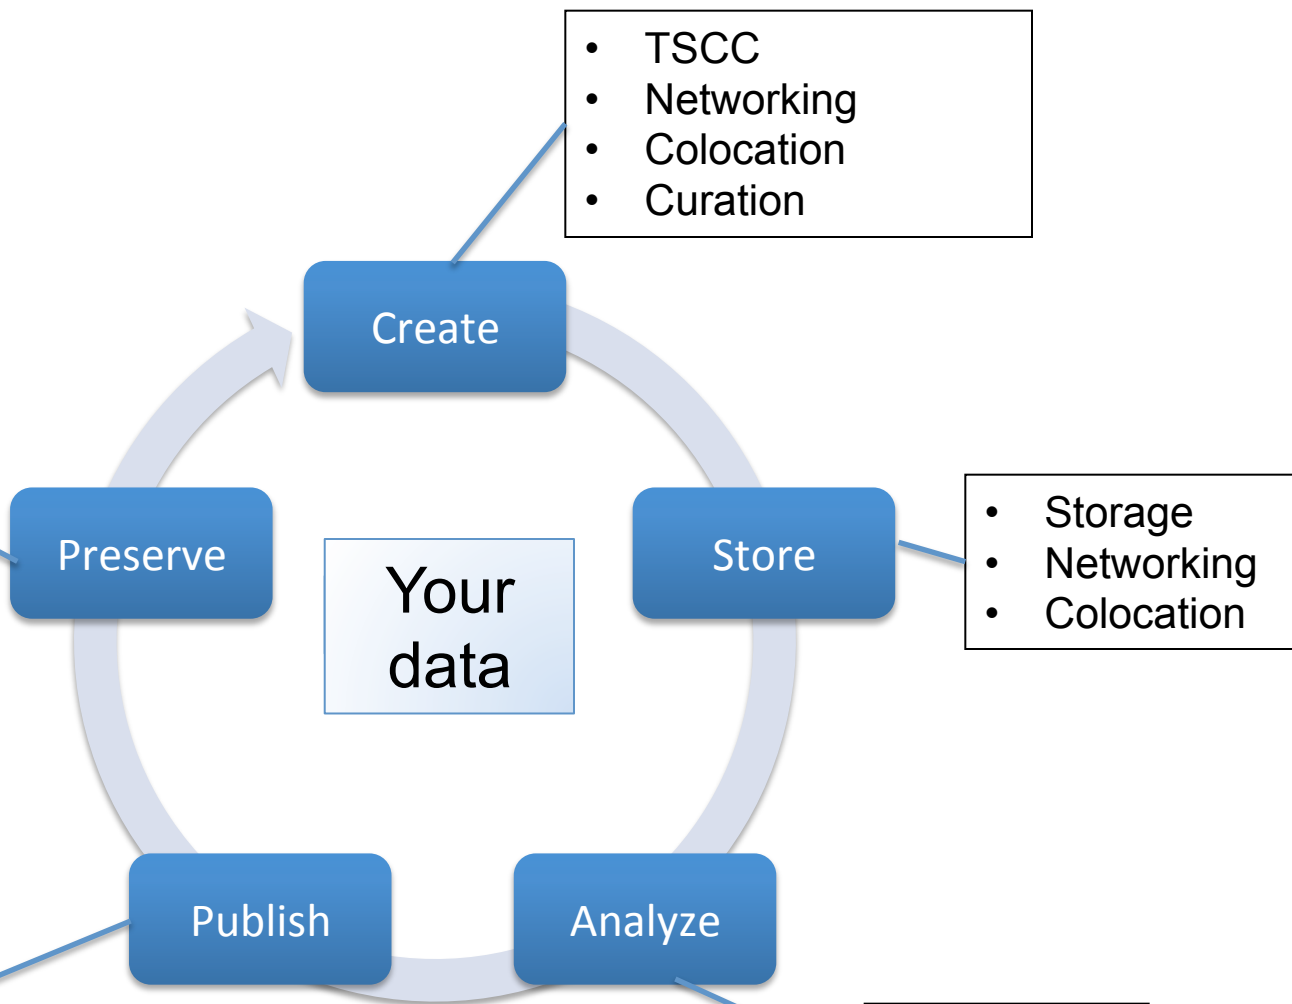 • TSCC
• Networking
• Colocation
• Curation
Create
Preserve
Your
data
Store
• Storage
• Networking
• Colocation
Publish
Analyze